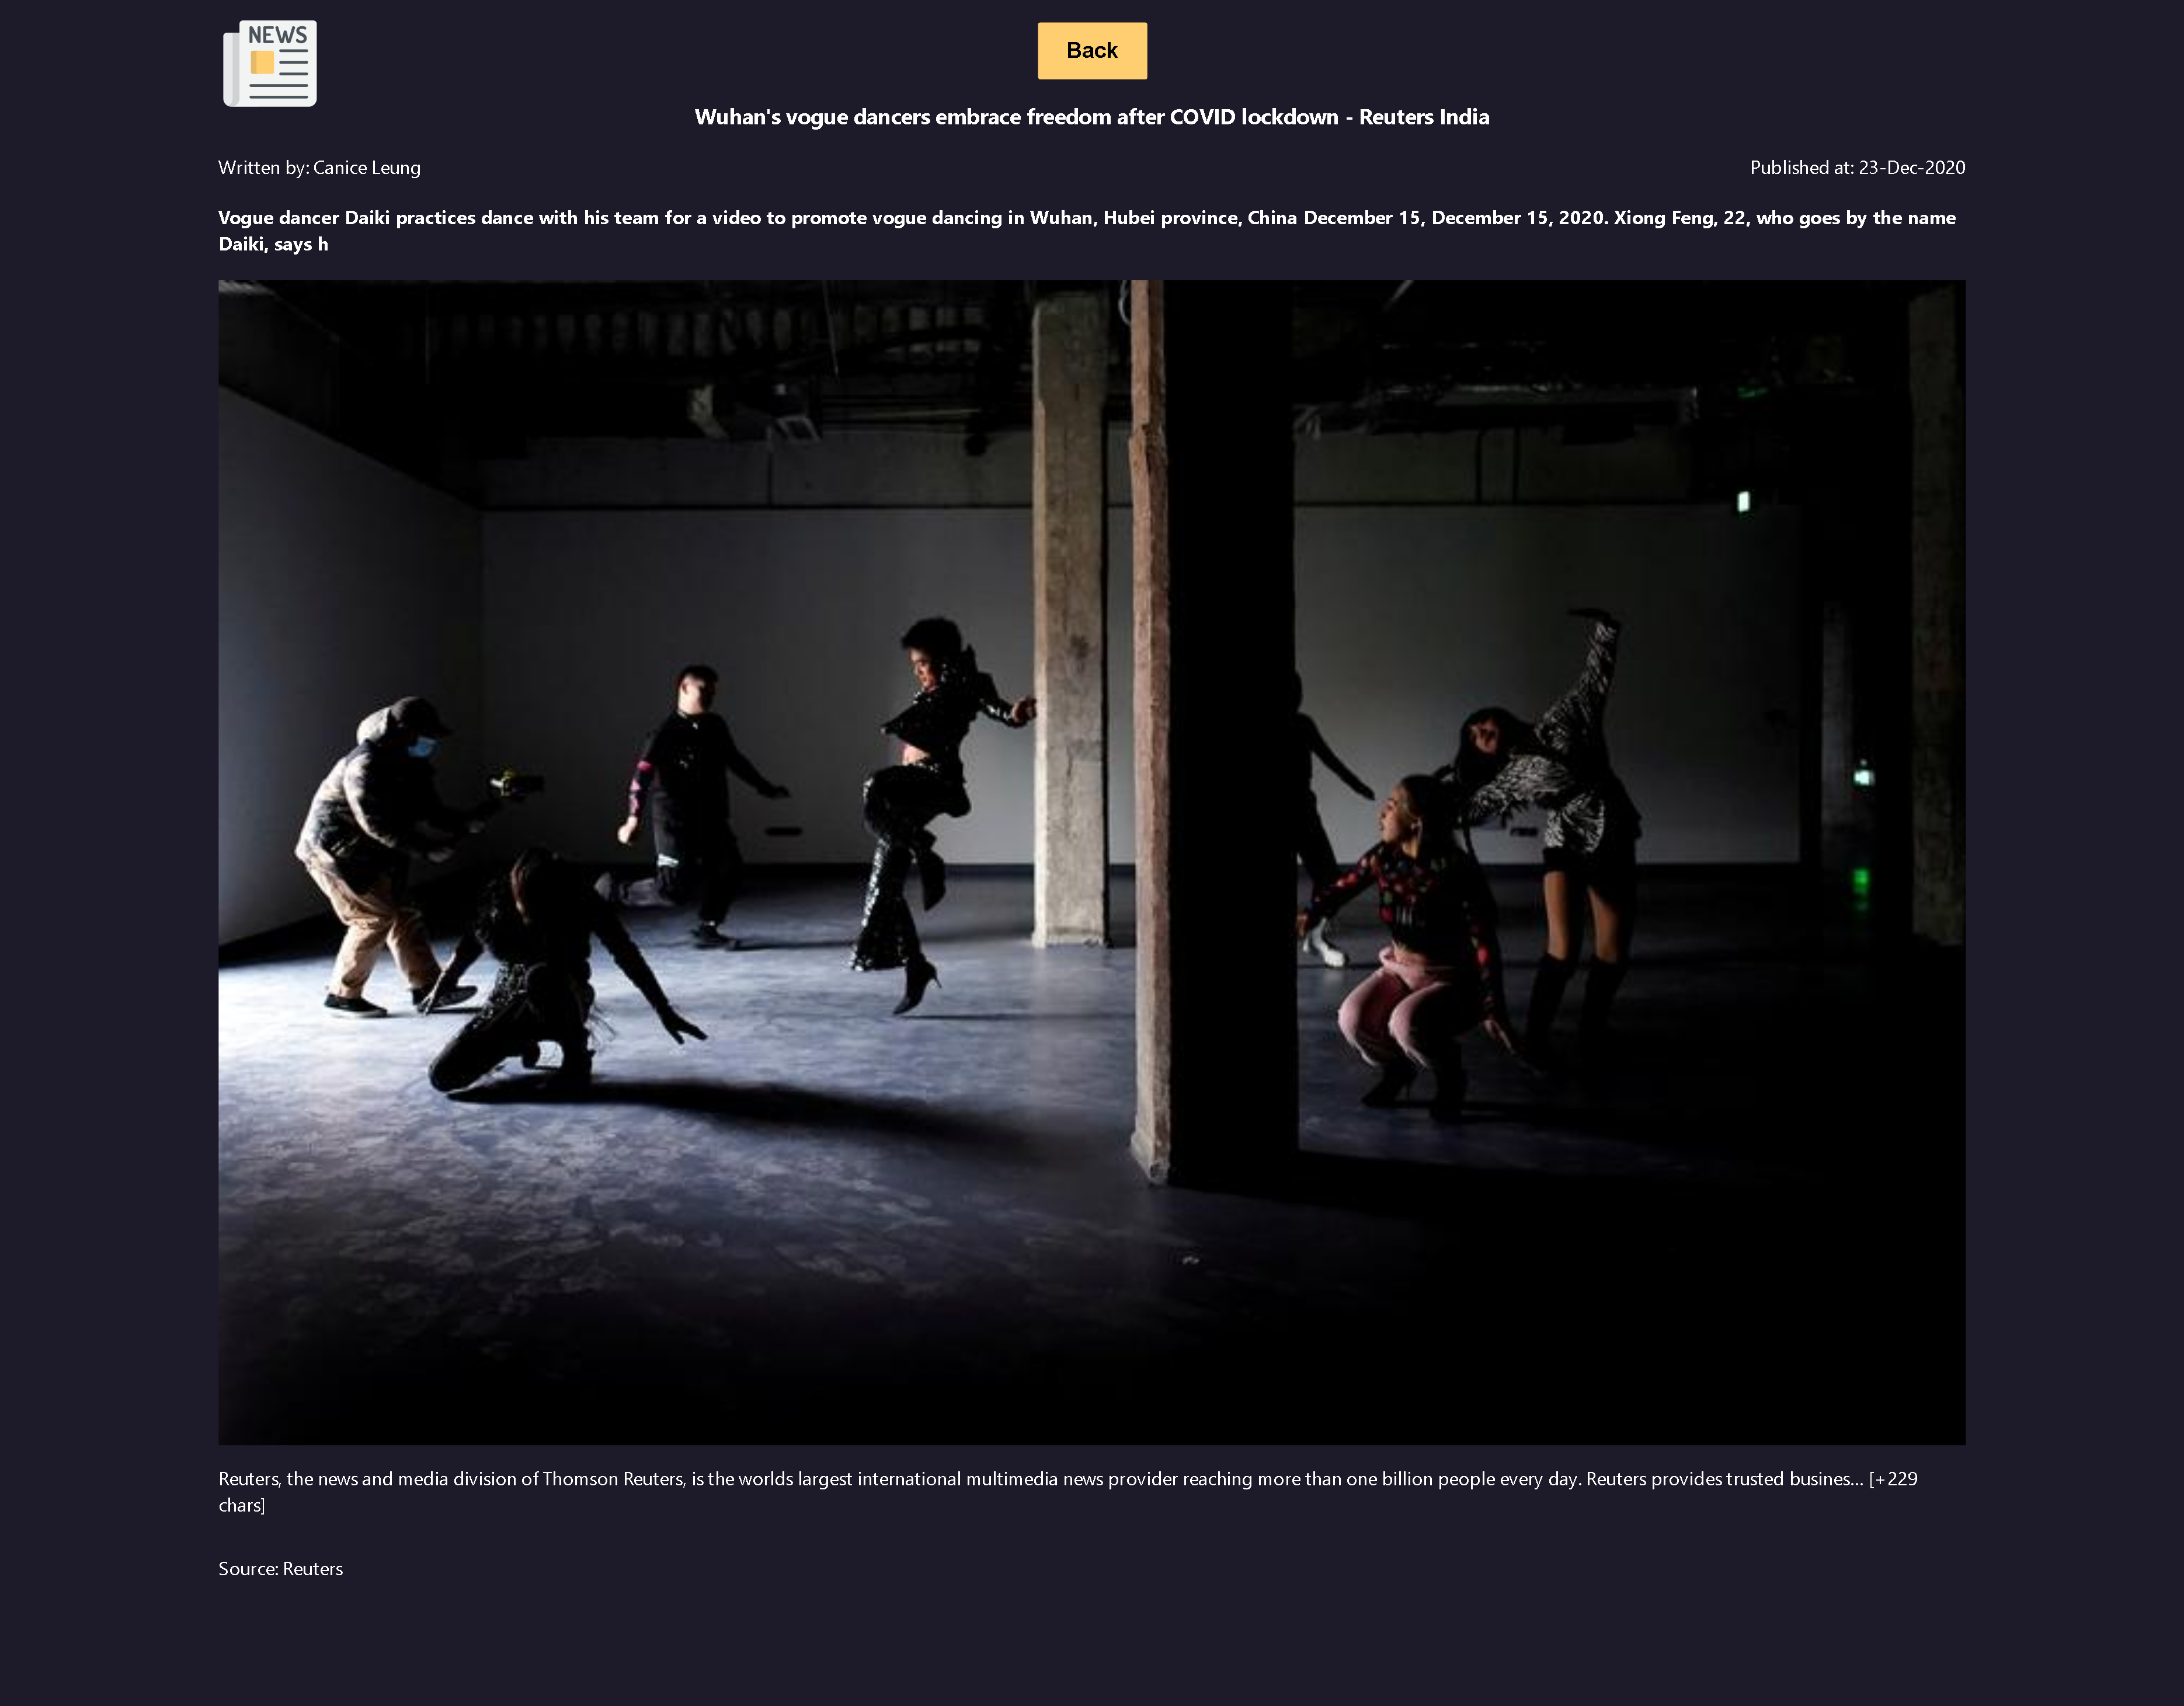 NEWS
Back
Wuhan's vogue dancers embrace freedom after COVID lockdown - Reuters India
Written by: Canice Leung
Published at: 23-Dec-2020
Vogue dancer Daiki practices dance with his team for a video to promote vogue dancing in Wuhan, Hubei province, China December 15, December 15, 2020. Xiong Feng, 22, who goes by the name
Daiki, says h
Reuters, the news and media division of Thomson Reuters, is the worlds largest international multimedia news provider reaching more than one billion people every day. Reuters provides trusted busines… [+229
chars]
Source: Reuters